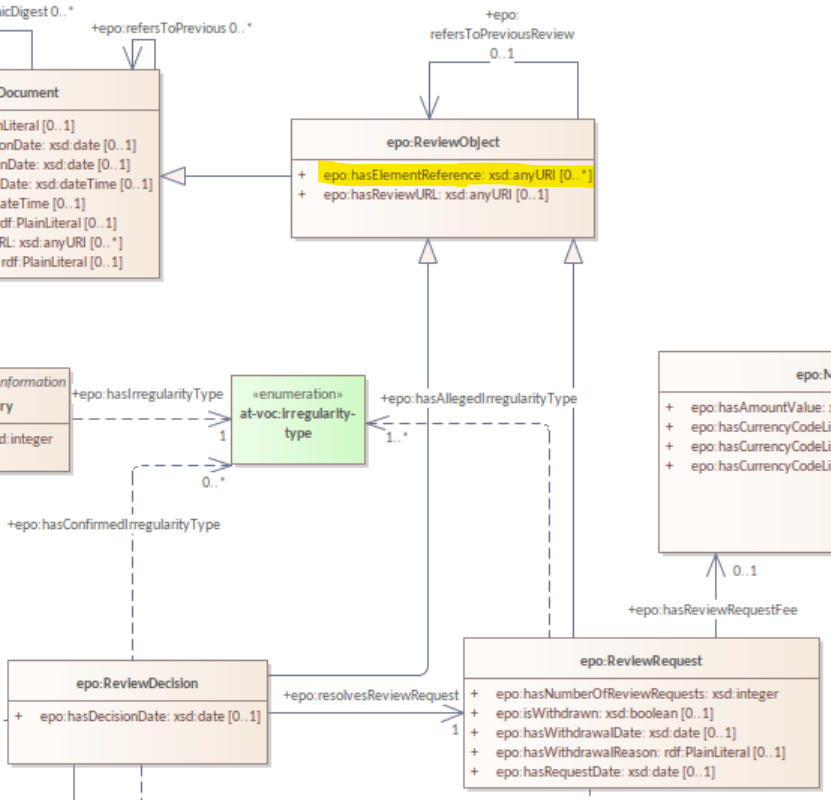 nicDigest 0..*
+epo:refersToPrevious 0..*
+epo:
refersToPreviousReview
0..1
Document
nLiteral [0..1]
onDate: xsd:date [0..1]
nDate: xsd:date [0..1]
Date: xsd:dateTime [0..1]
ateTime [0..1]
df:PlainLiteral [0..1]
RL: xsd:anyURI [0..*]
rdf:PlainLiteral [0..1]
epo:ReviewObject
+ epo:hasElementReference: xsd:anyURI [0..*]
+ epo:hasReviewURL: xsd:anyURI [0..1]
nformation
ry
d:integer
+epo:hasIrregularityType
1
«enumeration»
at-voc:irregularity-
type
+epo:hasAllegedIrregularityType
1..*
0..*
+epo:hasConfirmedIrregularityType
epo:M
+ epo:hasAmountValue: x
+ epo:hasCurrencyCodeLi
+ epo:hasCurrencyCodeLi
+ epo:hasCurrencyCodeLi
0..1
+epo:hasReviewRequestFee
epo:ReviewDecision
+ epo:hasDecisionDate: xsd:date [0..1]
+epo:resolvesReviewRequest
1
epo:ReviewRequest
+ epo:hasNumberOfReviewRequests: xsd:integer
+ epo:isWithdrawn: xsd:boolean [0..1]
+ epo:hasWithdrawalDate: xsd:date [0..1]
+ epo:hasWithdrawalReason: rdf:PlainLiteral [0..1]
+ epo:hasRequestDate: xsd:date [0..1]